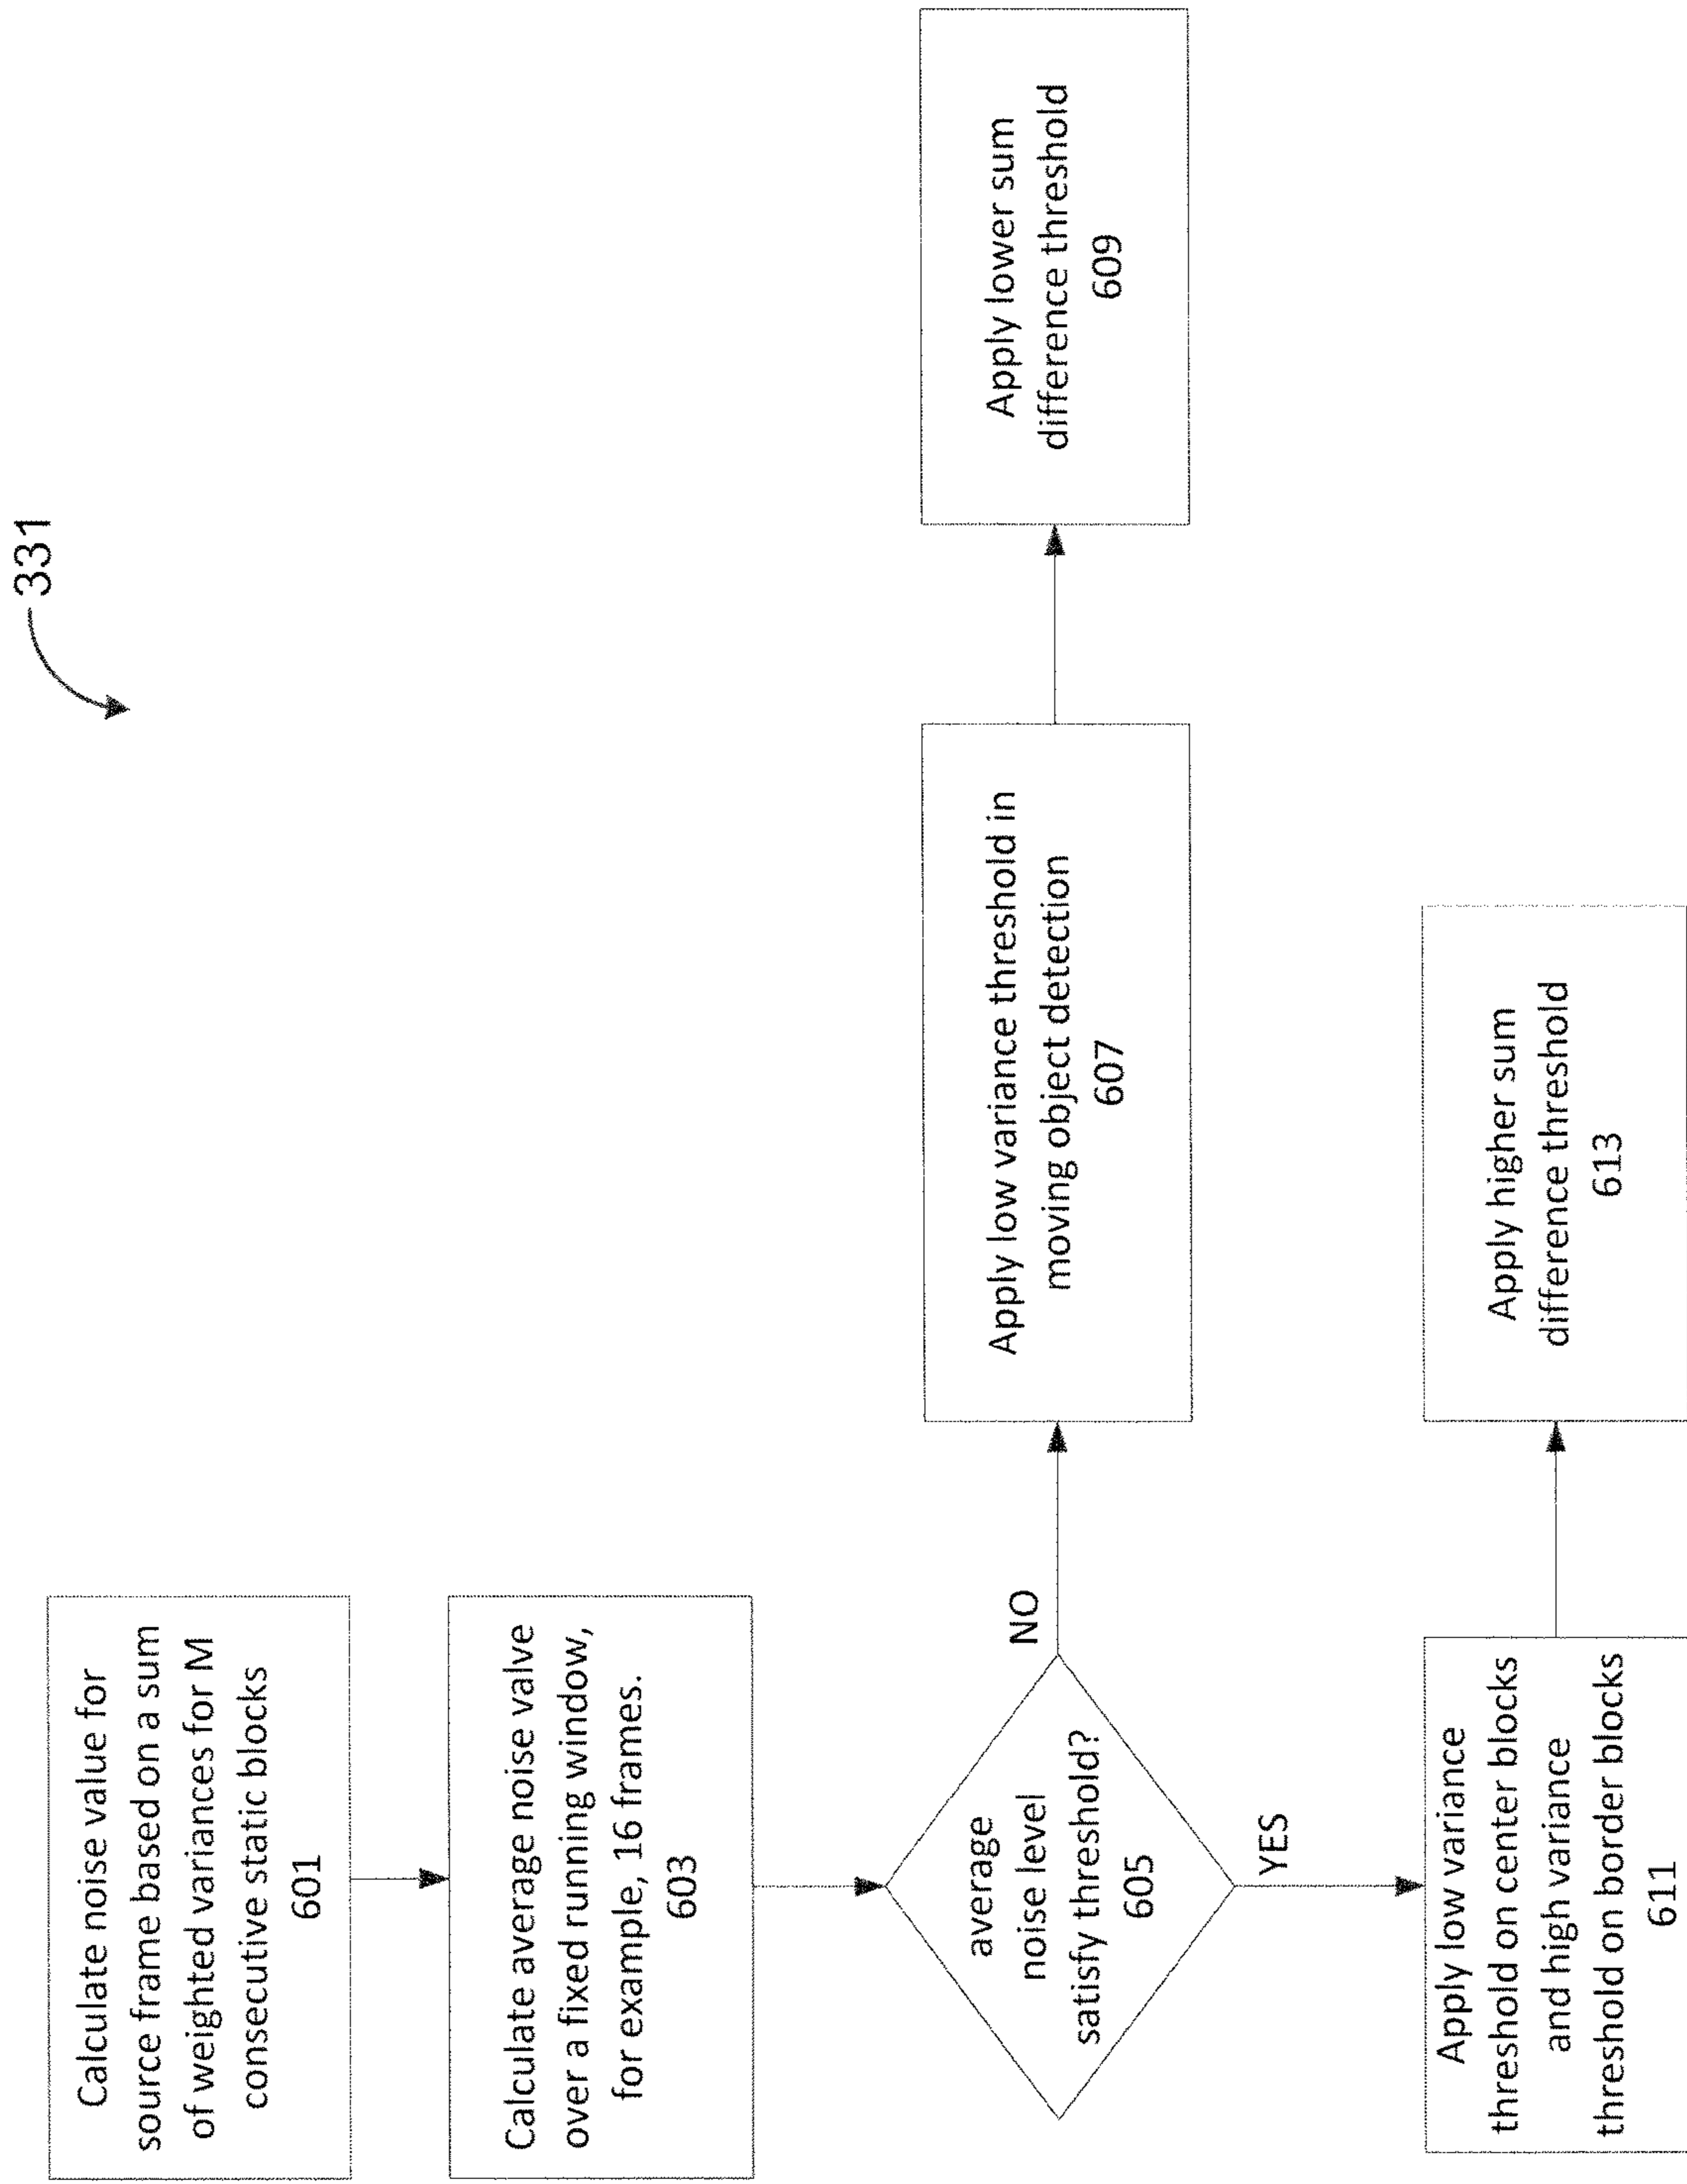 331
Calculate noise value for
source frame based on a sum
of weighted variances for M
consecutive static blocks
601
Calculate average noise valve
over a fixed running window,
for example, 16 frames.
603
average
noise level
satisfy threshold?
605
NO
Apply low variance threshold in
moving object detection
607
Apply lower sum
difference threshold
609
YES
Apply low variance
threshold on center blocks
and high variance
threshold on border blocks
611
Apply higher sum
difference threshold
613